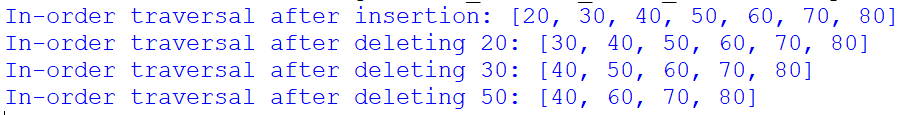 In-order traversal after insertion: [20, 30, 40, 50, 60, 70, 80]
In-order traversal after deleting 20: [30, 40, 50, 60, 70, 80]
In-order traversal after deleting 30: [40, 50, 60, 70, 80]
In-order traversal after deleting 50: [40, 60, 70, 80]